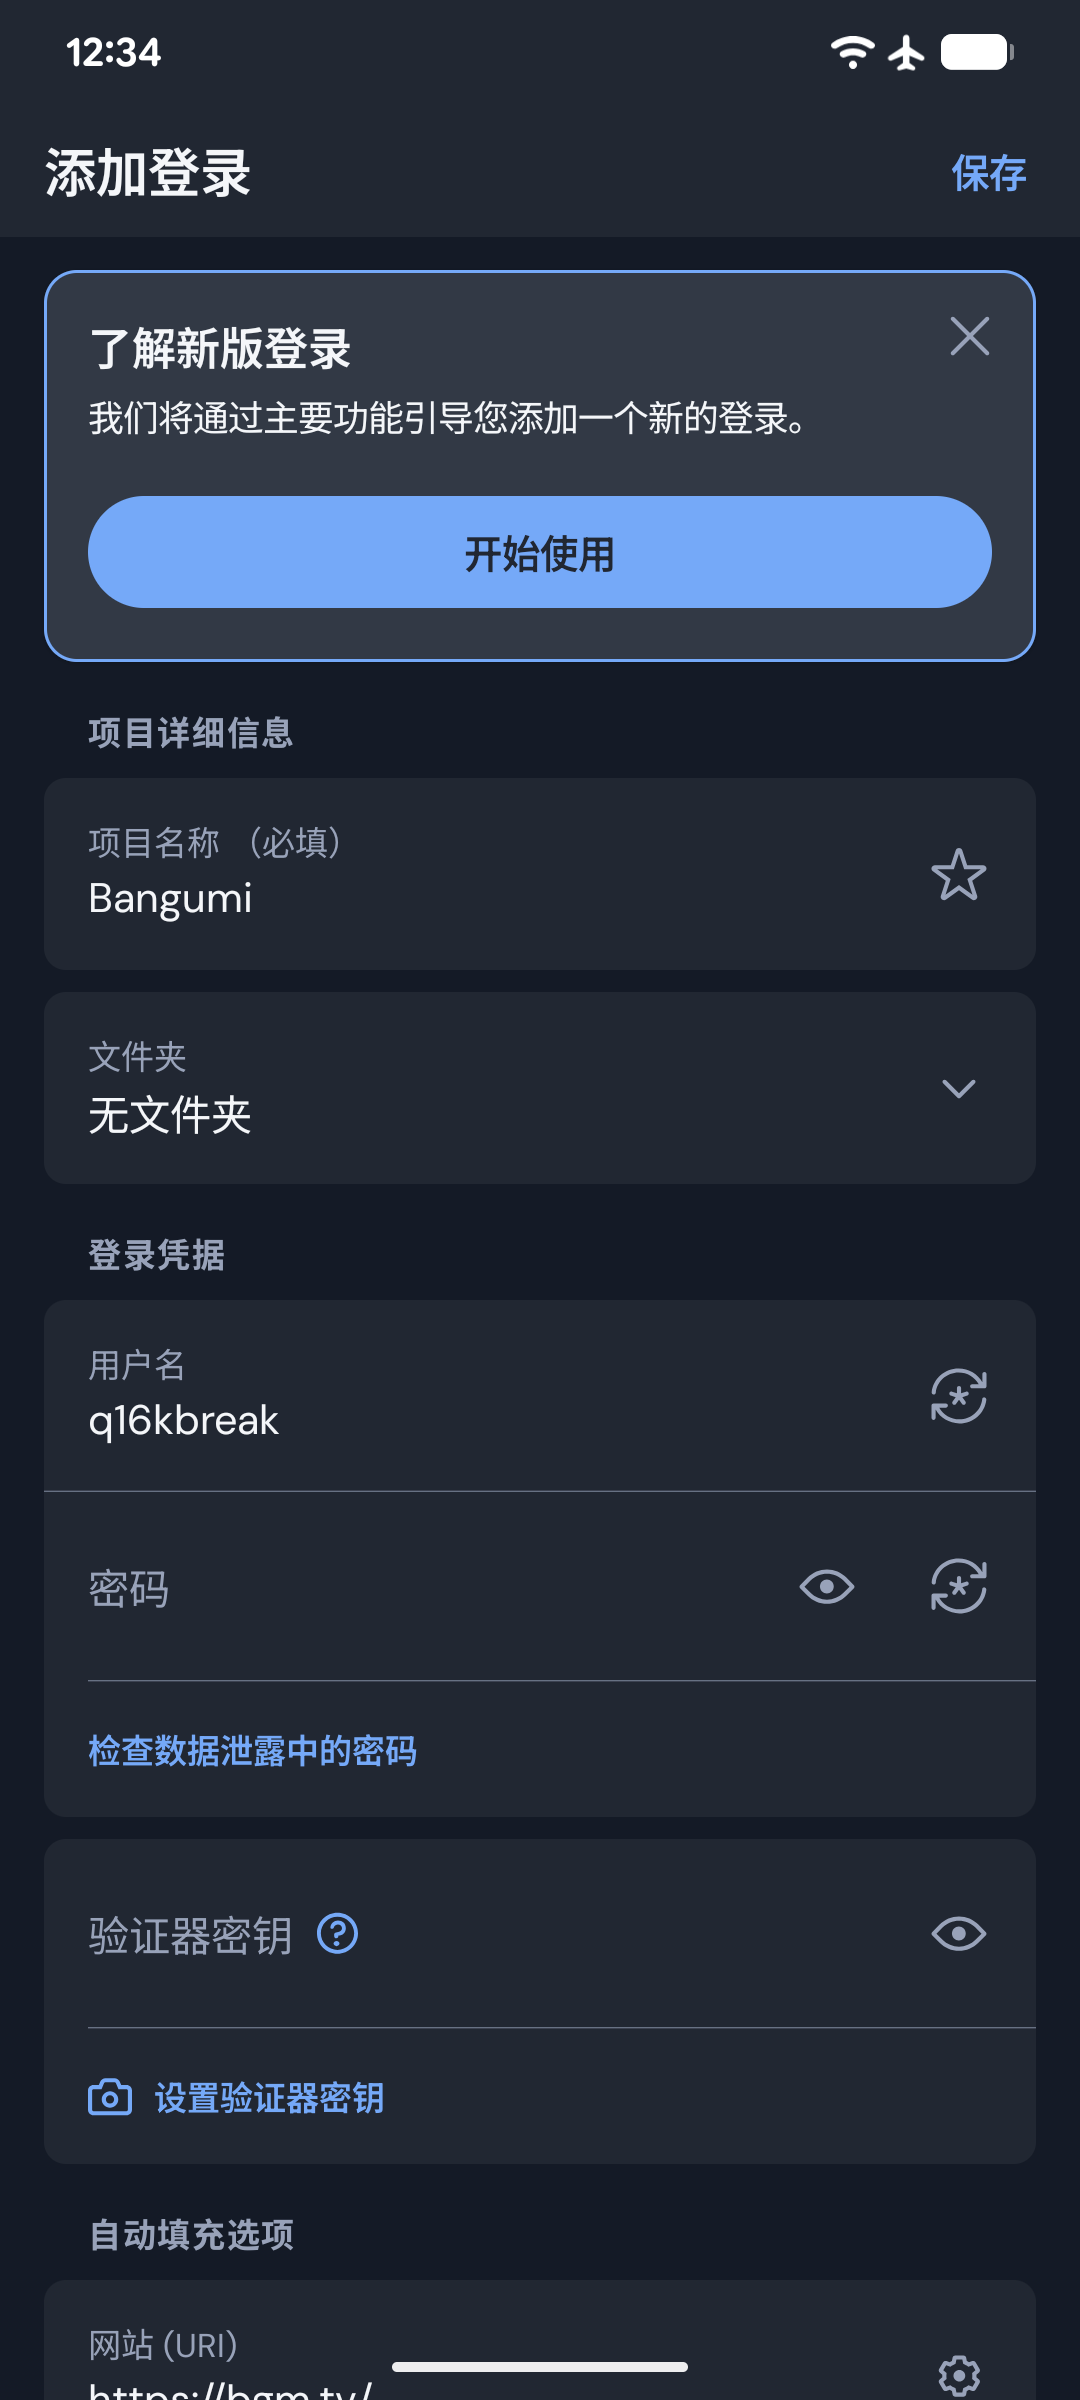 12:34
添加登录
保存
了解新版登录
我们将通过主要功能引导您添加一个新的登录。
开始使用
项目详细信息
项目名称 （必填）
Bangumi
文件夹
无文件夹
登录凭据
用户名
q16kbreak
密码
检查数据泄露中的密码
验证器密钥
设置验证器密钥
自动填充选项
网站 (URI)
https://bgm.tv/